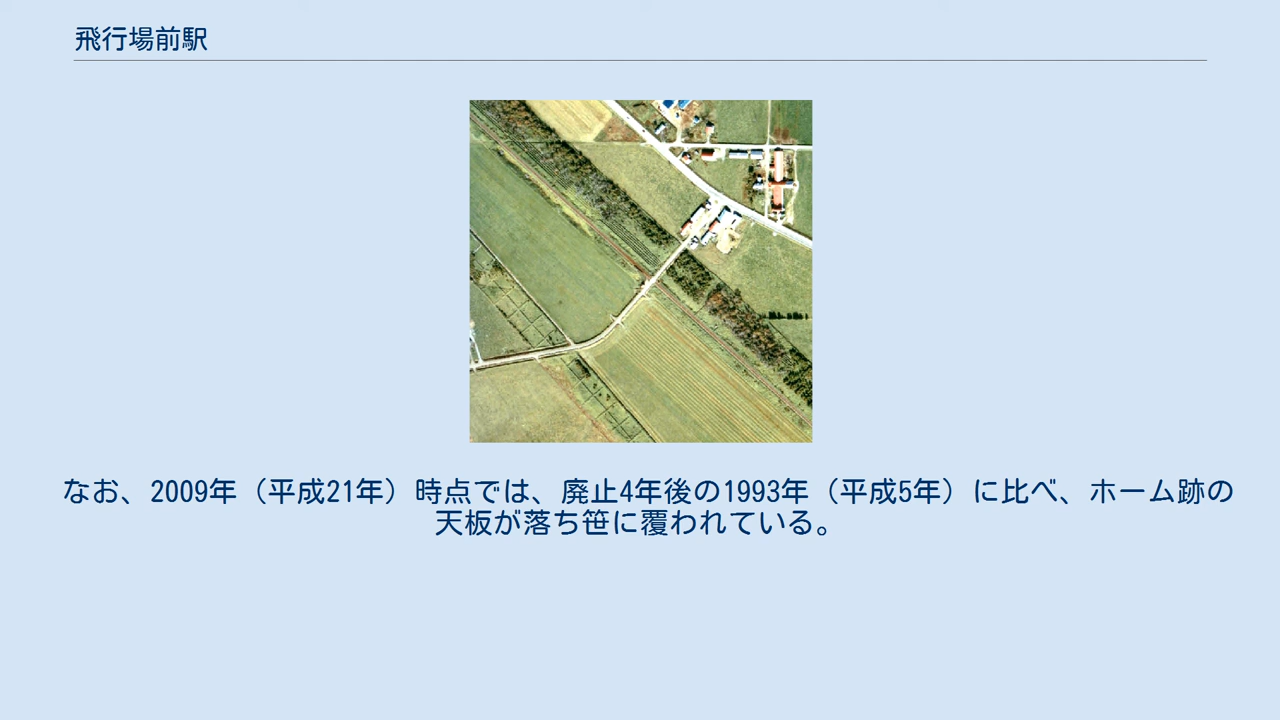 飛行場前駅
なお、2009年（平成21年）時点では、廃止4年後の1993年（平成5年）に比べ、ホーム跡の
天板が落ち笹に覆われている。